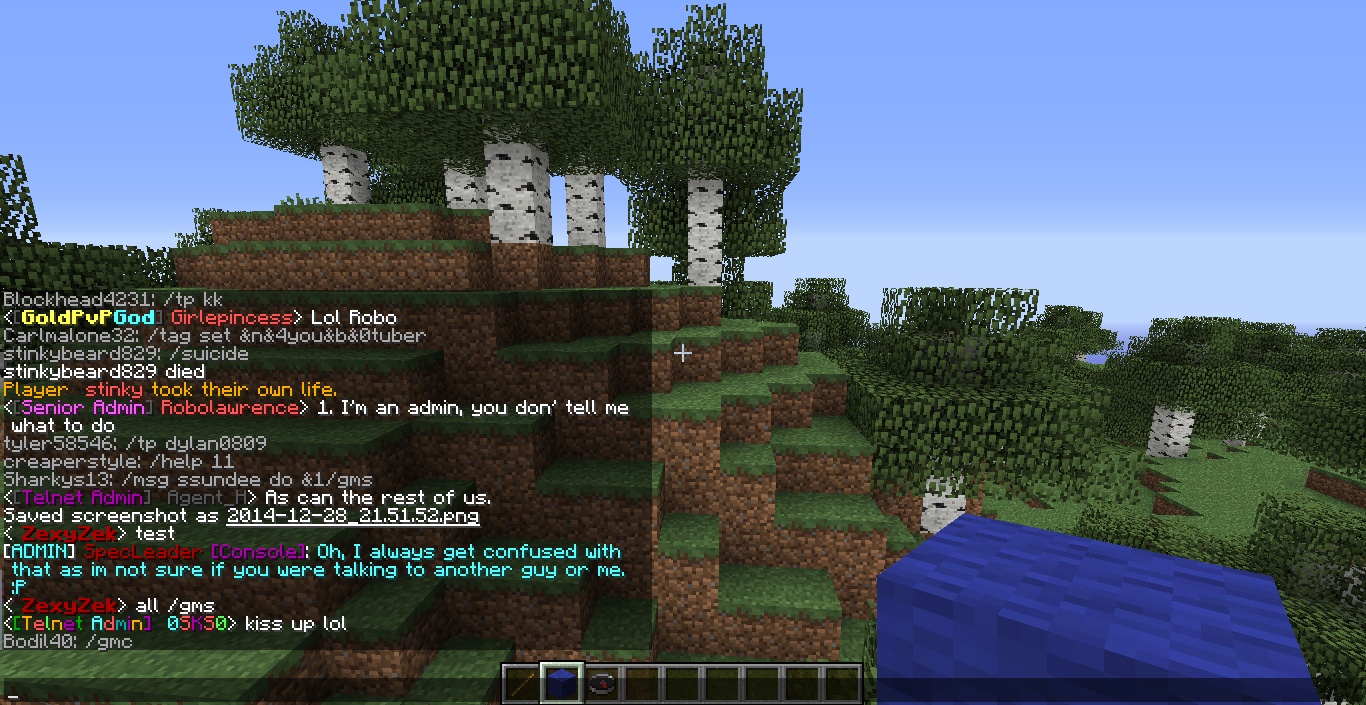 Blockhead4231: /tp kk
<[GoldPvPGod] Girlepincess> Lol Robo
Carlmalone32: /tag set &n&4you&b&0tuber
stinkybeard829: /suicide
stinkybeard829 died
Player stinky took their own life.
<[Senior Admin] Robolawrence> 1. I'm an admin, you don' tell me
what to do
tyler58546: /tp dylan0809
creaperstyle: /help 11
Sharkys13: /msg ssundee do &1/gms
<[Telnet Admin] Agent_H> As can the rest of us.
Saved screenshot as 2014-12-28_21.51.52.png
< ZexyZek> test
[ADMIN] SpecLeader [Console]: Oh, I always get confused with
that as im not sure if you were talking to another guy or me.
:P
< ZexyZek> all /gms
<[Telnet Admin] 0SKS0> kiss up lol
Bodil40: /gmc
_